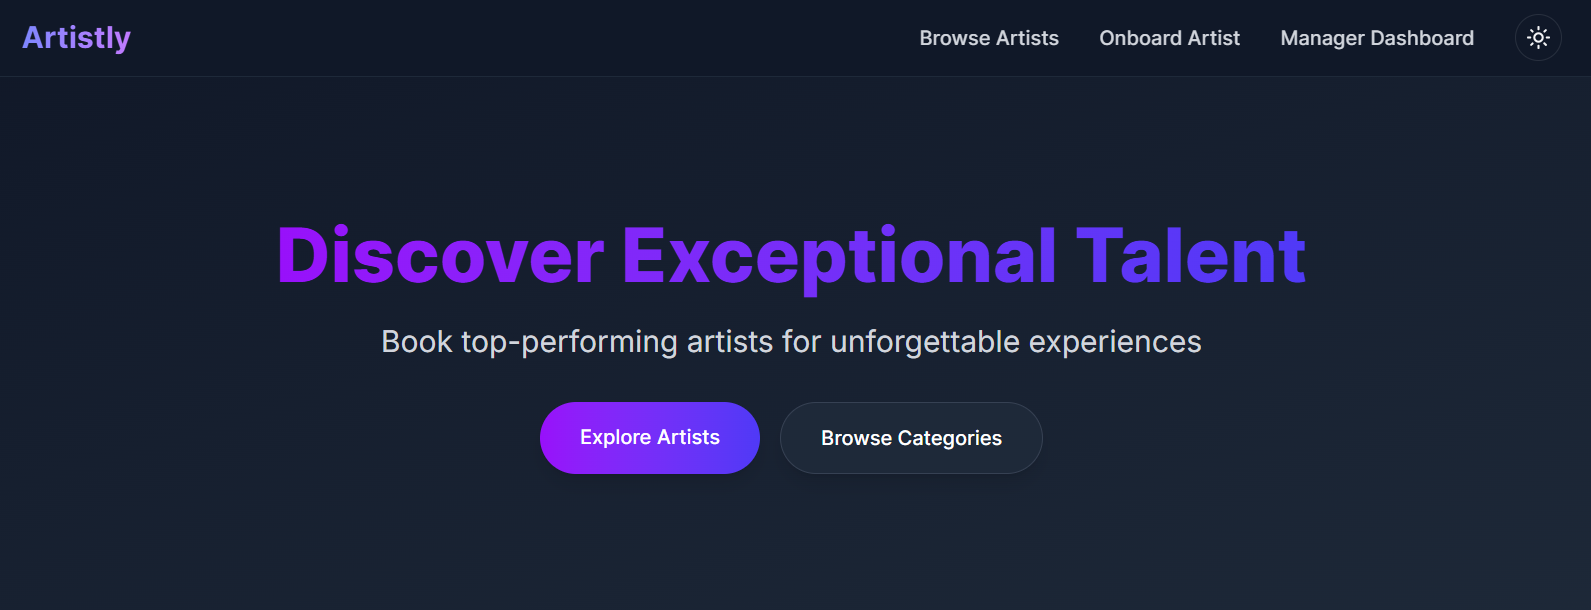 Artistly
Browse Artists
Onboard Artist
Manager Dashboard
Discover Exceptional Talent
Book top-performing artists for unforgettable experiences
Explore Artists
Browse Categories